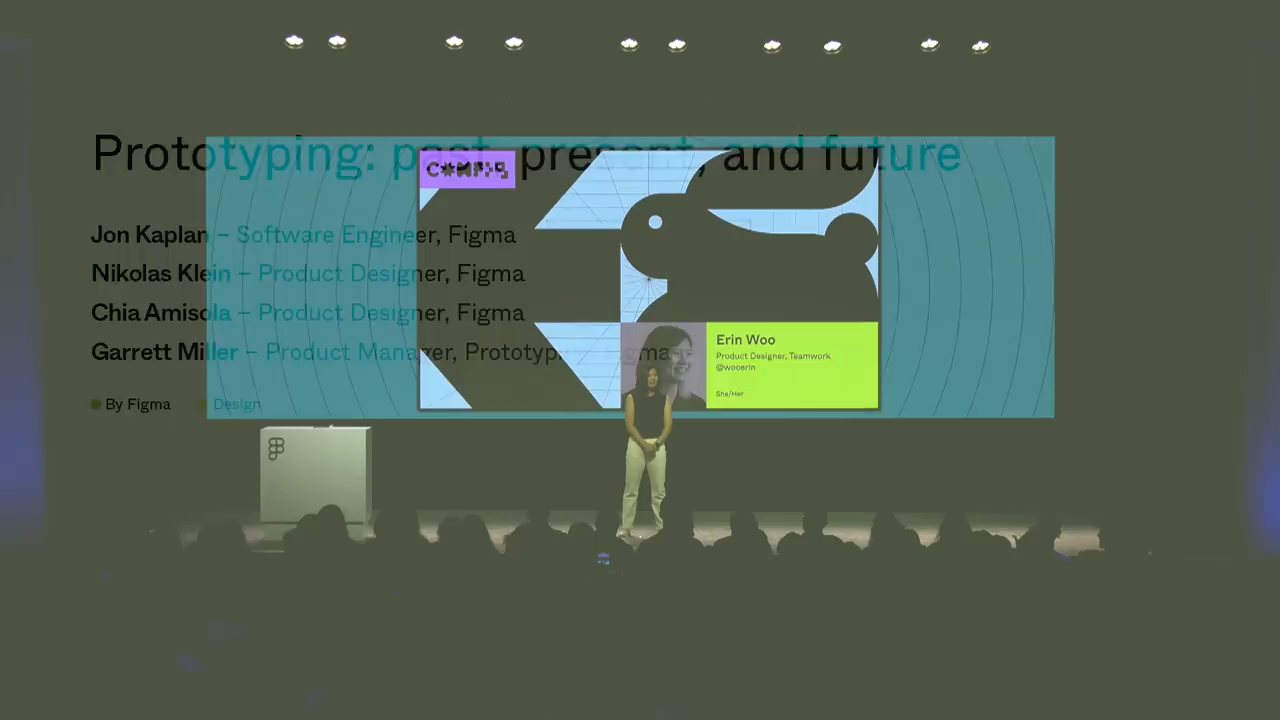 Prototyping: past, present, and future
CONFIG
Jon Kaplan – Software Engineer, Figma
Nikolas Klein – Product Designer, Figma
Chia Amisola – Product Designer, Figma
Garrett Miller – Product Manager, Prototyping, Figma
By Figma
Design
Erin Woo
Product Designer, Teamwork
@wooerin
She/Her